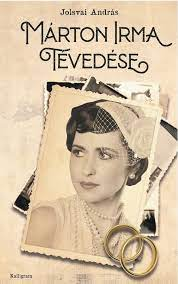 Jolsvai András
MÁRTON IRMA
TÉVEDÉSE
Kalligram